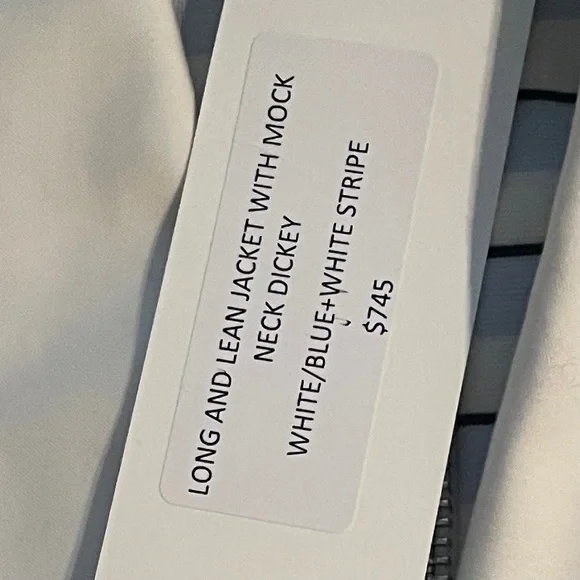 LONG AND LEAN JACKET WITH MOCK
NECK DICKEY
WHITE/BLUE+WHITE STRIPE
$745